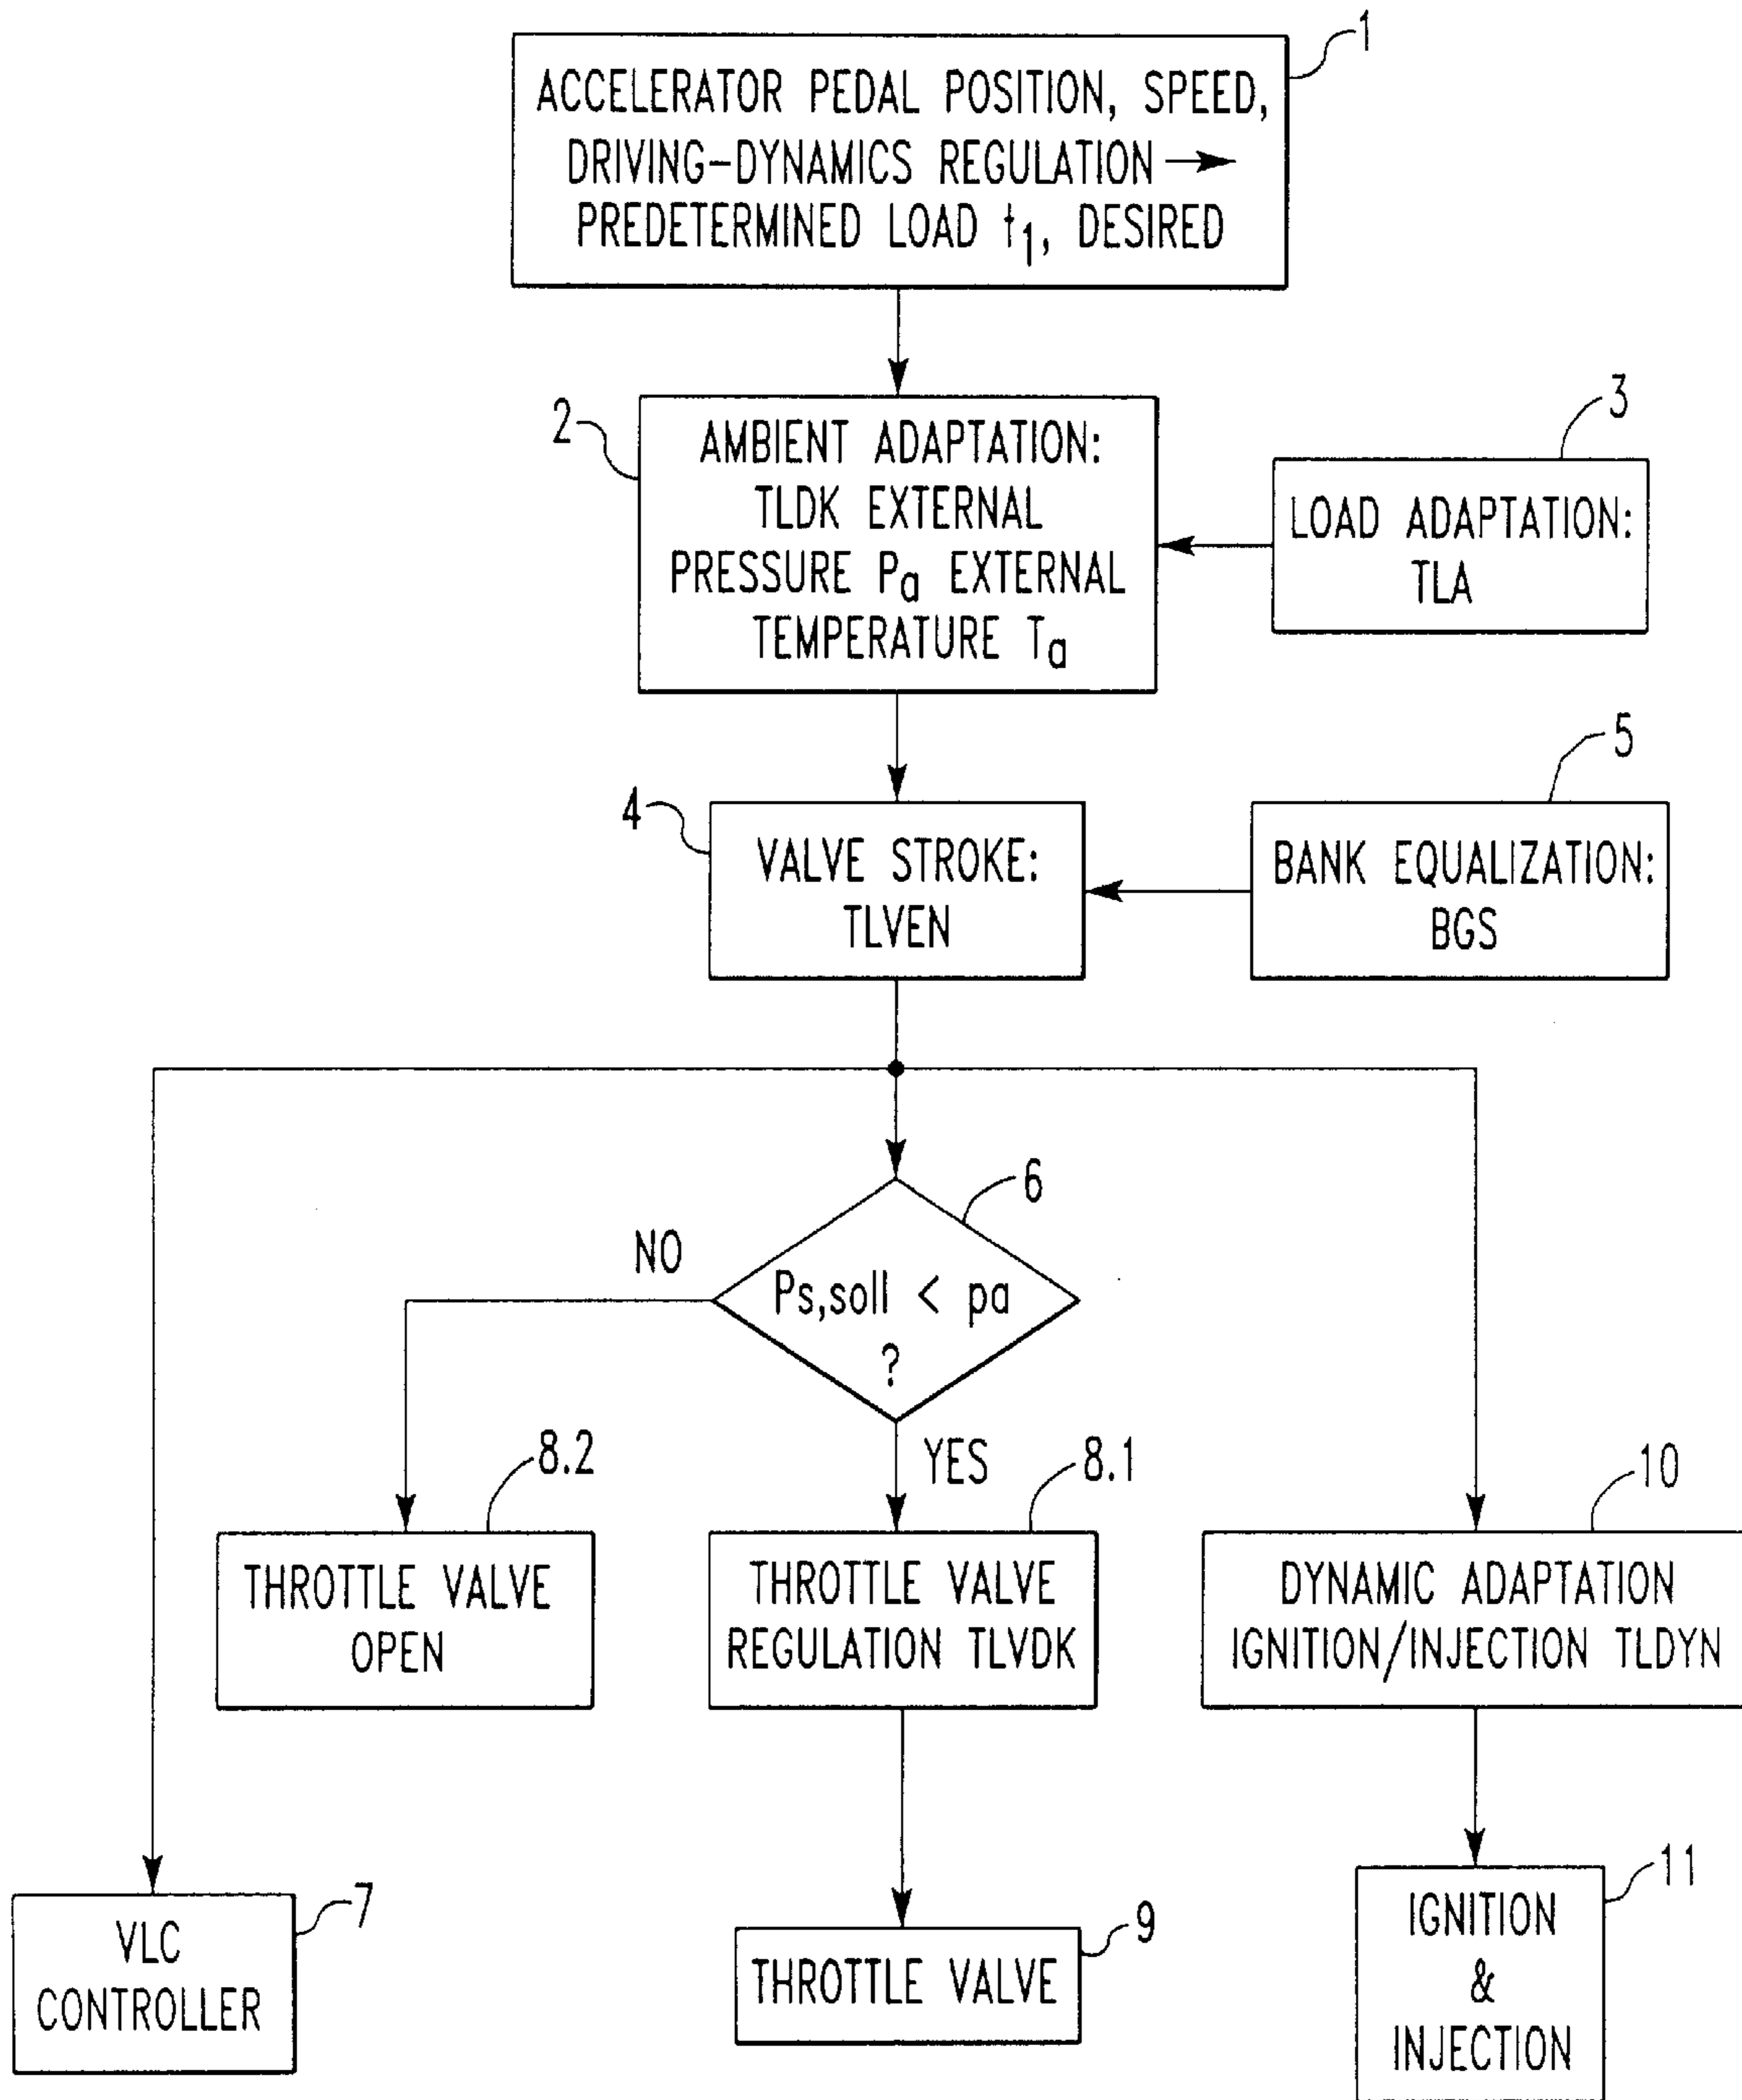 1
ACCELERATOR PEDAL POSITION, SPEED,
DRIVING-DYNAMICS REGULATION →
PREDETERMINED LOAD t1, DESIRED
2
AMBIENT ADAPTATION:
TLDK EXTERNAL
PRESSURE Pa EXTERNAL
TEMPERATURE Ta
3
LOAD ADAPTATION:
TLA
4
VALVE STROKE:
TLVEN
5
BANK EQUALIZATION:
BGS
6
NO
Ps,soll < pa
?
YES
8.2
THROTTLE VALVE
OPEN
8.1
THROTTLE VALVE
REGULATION TLVDK
10
DYNAMIC ADAPTATION
IGNITION/INJECTION TLDYN
7
VLC
CONTROLLER
9
THROTTLE VALVE
11
IGNITION
&
INJECTION